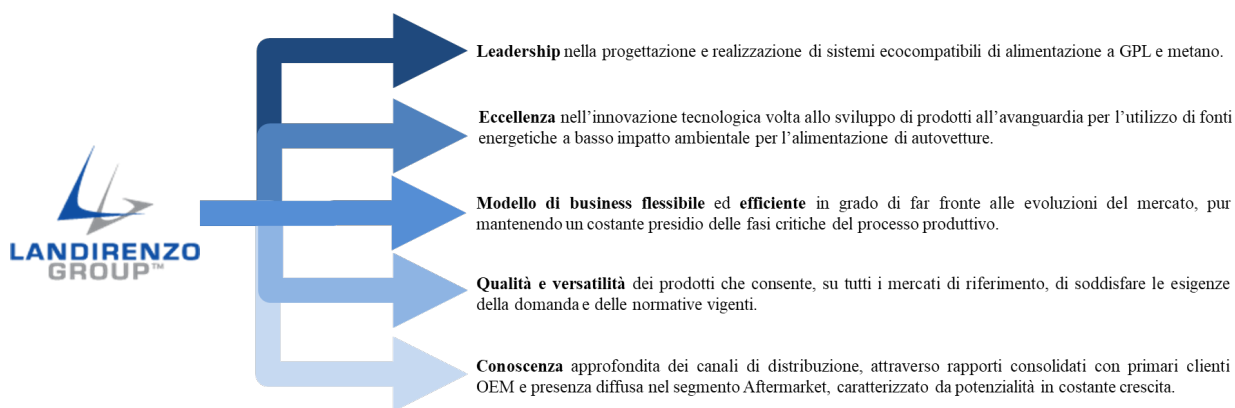 Leadership nella progettazione e realizzazione di sistemi ecocompatibili di alimentazione a GPL e metano.
Eccellenza nell’innovazione tecnologica volta allo sviluppo di prodotti all’avanguardia per l’utilizzo di fonti
energetiche a basso impatto ambientale per l’alimentazione di autovetture.
LANDIRENZO
GROUP™
Modello di business flessibile ed efficiente in grado di far fronte alle evoluzioni del mercato, pur
mantenendo un costante presidio delle fasi critiche del processo produttivo.
Qualità e versatilità dei prodotti che consente, su tutti i mercati di riferimento, di soddisfare le esigenze
della domanda e delle normative vigenti.
Conoscenza approfondita dei canali di distribuzione, attraverso rapporti consolidati con primari clienti
OEM e presenza diffusa nel segmento Aftermarket, caratterizzato da potenzialità in costante crescita.